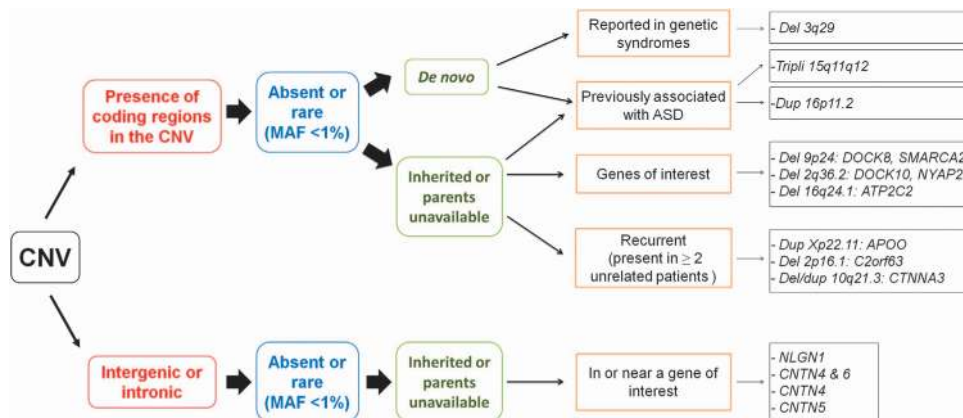 CNV
Presence of
coding regions
in the CNV
Absent or
rare
(MAF <1%)
De novo
Inherited or
parents
unavailable
Reported in genetic
syndromes
Previously associated
with ASD
Genes of interest
Recurrent
(present in ≥ 2
unrelated patients )
- Del 3q29
-Tripli 15q11q12
-Dup 16p11.2
- Del 9p24: DOCK8, SMARCA2
- Del 2q36.2: DOCK10, NYAP2
- Del 16q24.1: ATP2C2
- Dup Xp22.11: APOO
- Del 2p16.1: C2orf63
- Del/dup 10q21.3: CTNNA3
Intergenic or
intronic
Absent or
rare
(MAF <1%)
Inherited or
parents
unavailable
In or near a gene of
interest
- NLGN1
- CNTN4 & 6
- CNTN4
- CNTN5